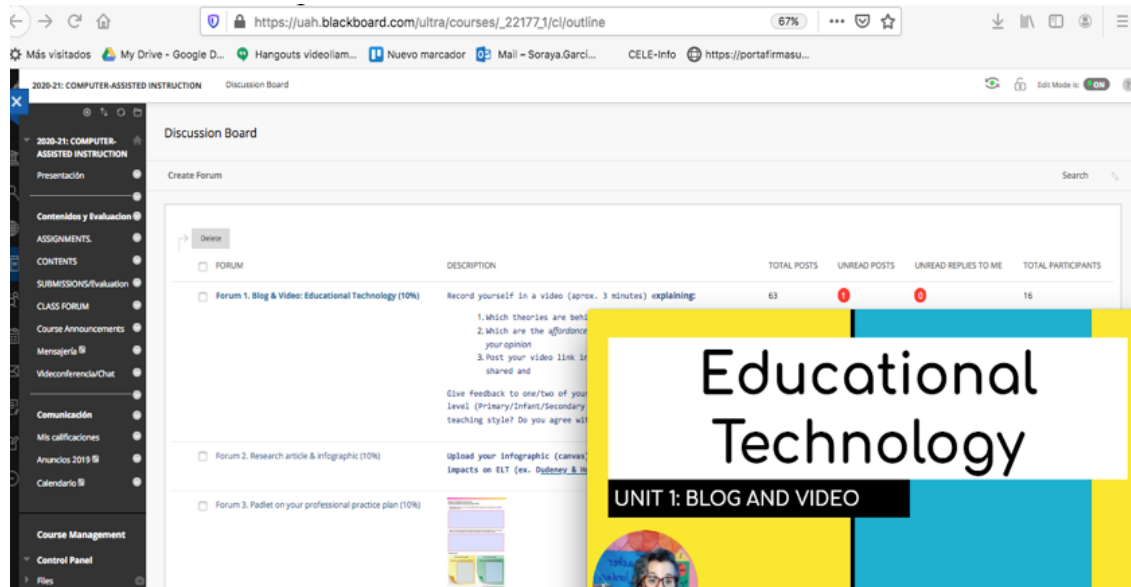 https://uah.blackboard.com/ultra/courses/_22177_1/cl/outline
67%
Más visitados
My Drive - Google D...
Hangouts videollam...
Nuevo marcador
Mail – Soraya.Garci...
CELE-Info
https://portafirmasu...
2020-21: COMPUTER-ASSISTED INSTRUCTION
Discussion Board
Edit Mode is: ON
2020-21: COMPUTER-
ASSISTED INSTRUCTION
Presentación
Contenidos y Evaluacion
ASSIGNMENTS.
CONTENTS
SUBMISSIONS/Evaluation
CLASS FORUM
Course Announcements
Mensajería
Videconferencia/Chat
Comunicación
Mis calificaciones
Anuncios 2019
Calendario
Course Management
Control Panel
Files
Discussion Board
Create Forum
Search
Delete
FORUM
DESCRIPTION
TOTAL POSTS
UNREAD POSTS
UNREAD REPLIES TO ME
TOTAL PARTICIPANTS
Forum 1. Blog & Video: Educational Technology (10%)
Record yourself in a video (aprox. 3 minutes) explaining:
63
1
0
16
1. Which theories are behi
2. Which are the affordance
your opinion
3. Post your video link in
shared and
Give feedback to one/two of your
level (Primary/Infant/Secondary
teaching style? Do you agree wit
Forum 2. Research article & infographic (10%)
Upload your infographic (canvas)
impacts on ELT (ex. Dudeney & H
Forum 3. Padlet on your professional practice plan (10%)
Educational
Technology
UNIT 1: BLOG AND VIDEO